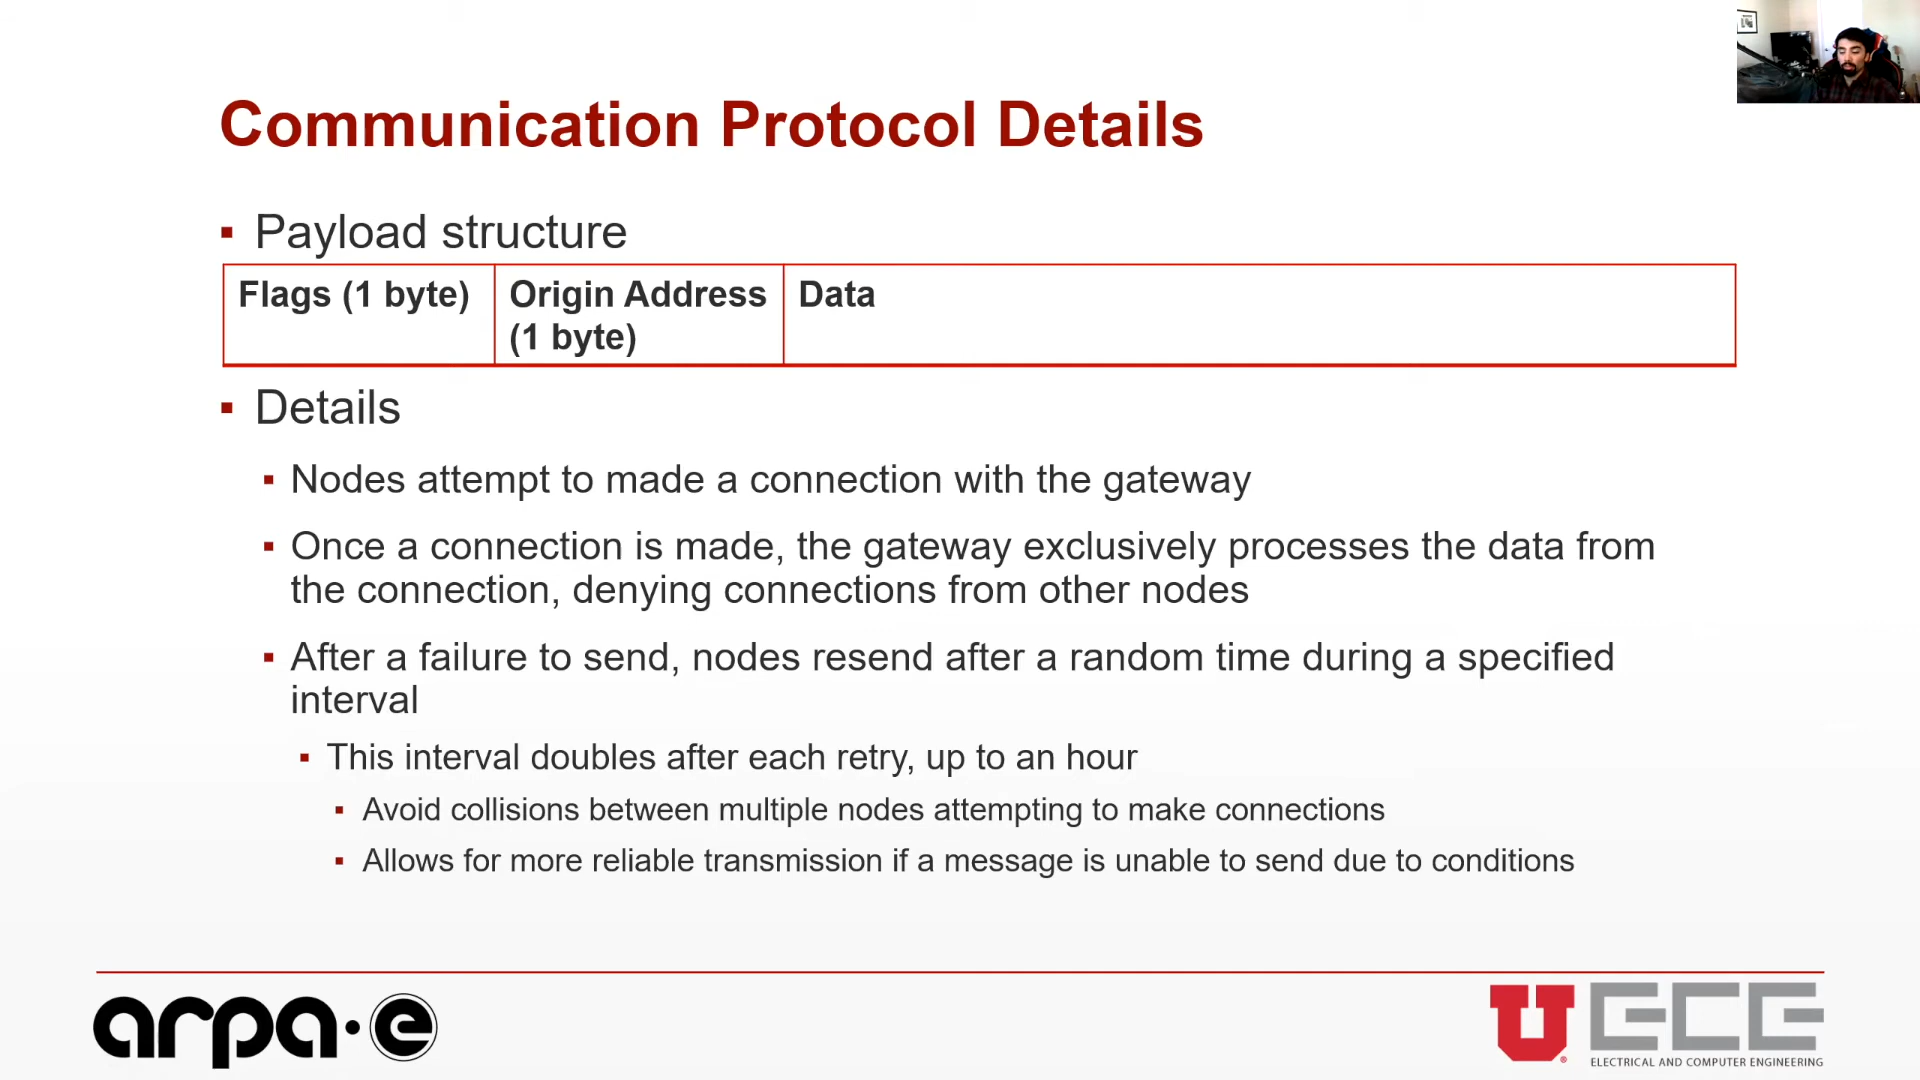 Communication Protocol Details
▪ Payload structure
Flags (1 byte)
Origin Address
(1 byte)
Data
▪ Details
▪ Nodes attempt to made a connection with the gateway
▪ Once a connection is made, the gateway exclusively processes the data from
the connection, denying connections from other nodes
▪ After a failure to send, nodes resend after a random time during a specified
interval
▪ This interval doubles after each retry, up to an hour
▪ Avoid collisions between multiple nodes attempting to make connections
▪ Allows for more reliable transmission if a message is unable to send due to conditions
arpa·e
U® ECE
ELECTRICAL AND COMPUTER ENGINEERING